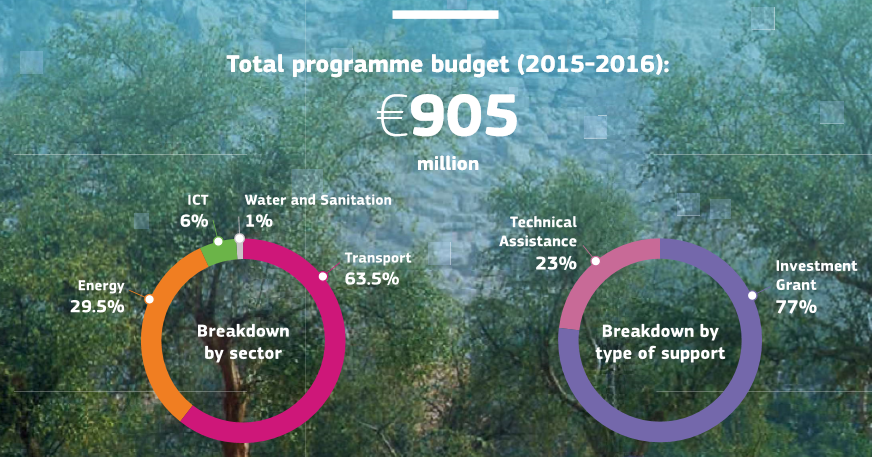 Total programme budget (2015-2016):
€905
million
ICT
6%
Water and Sanitation
1%
Transport
63.5%
Energy
29.5%
Breakdown
by sector
Technical
Assistance
23%
Investment
Grant
77%
Breakdown by
type of support